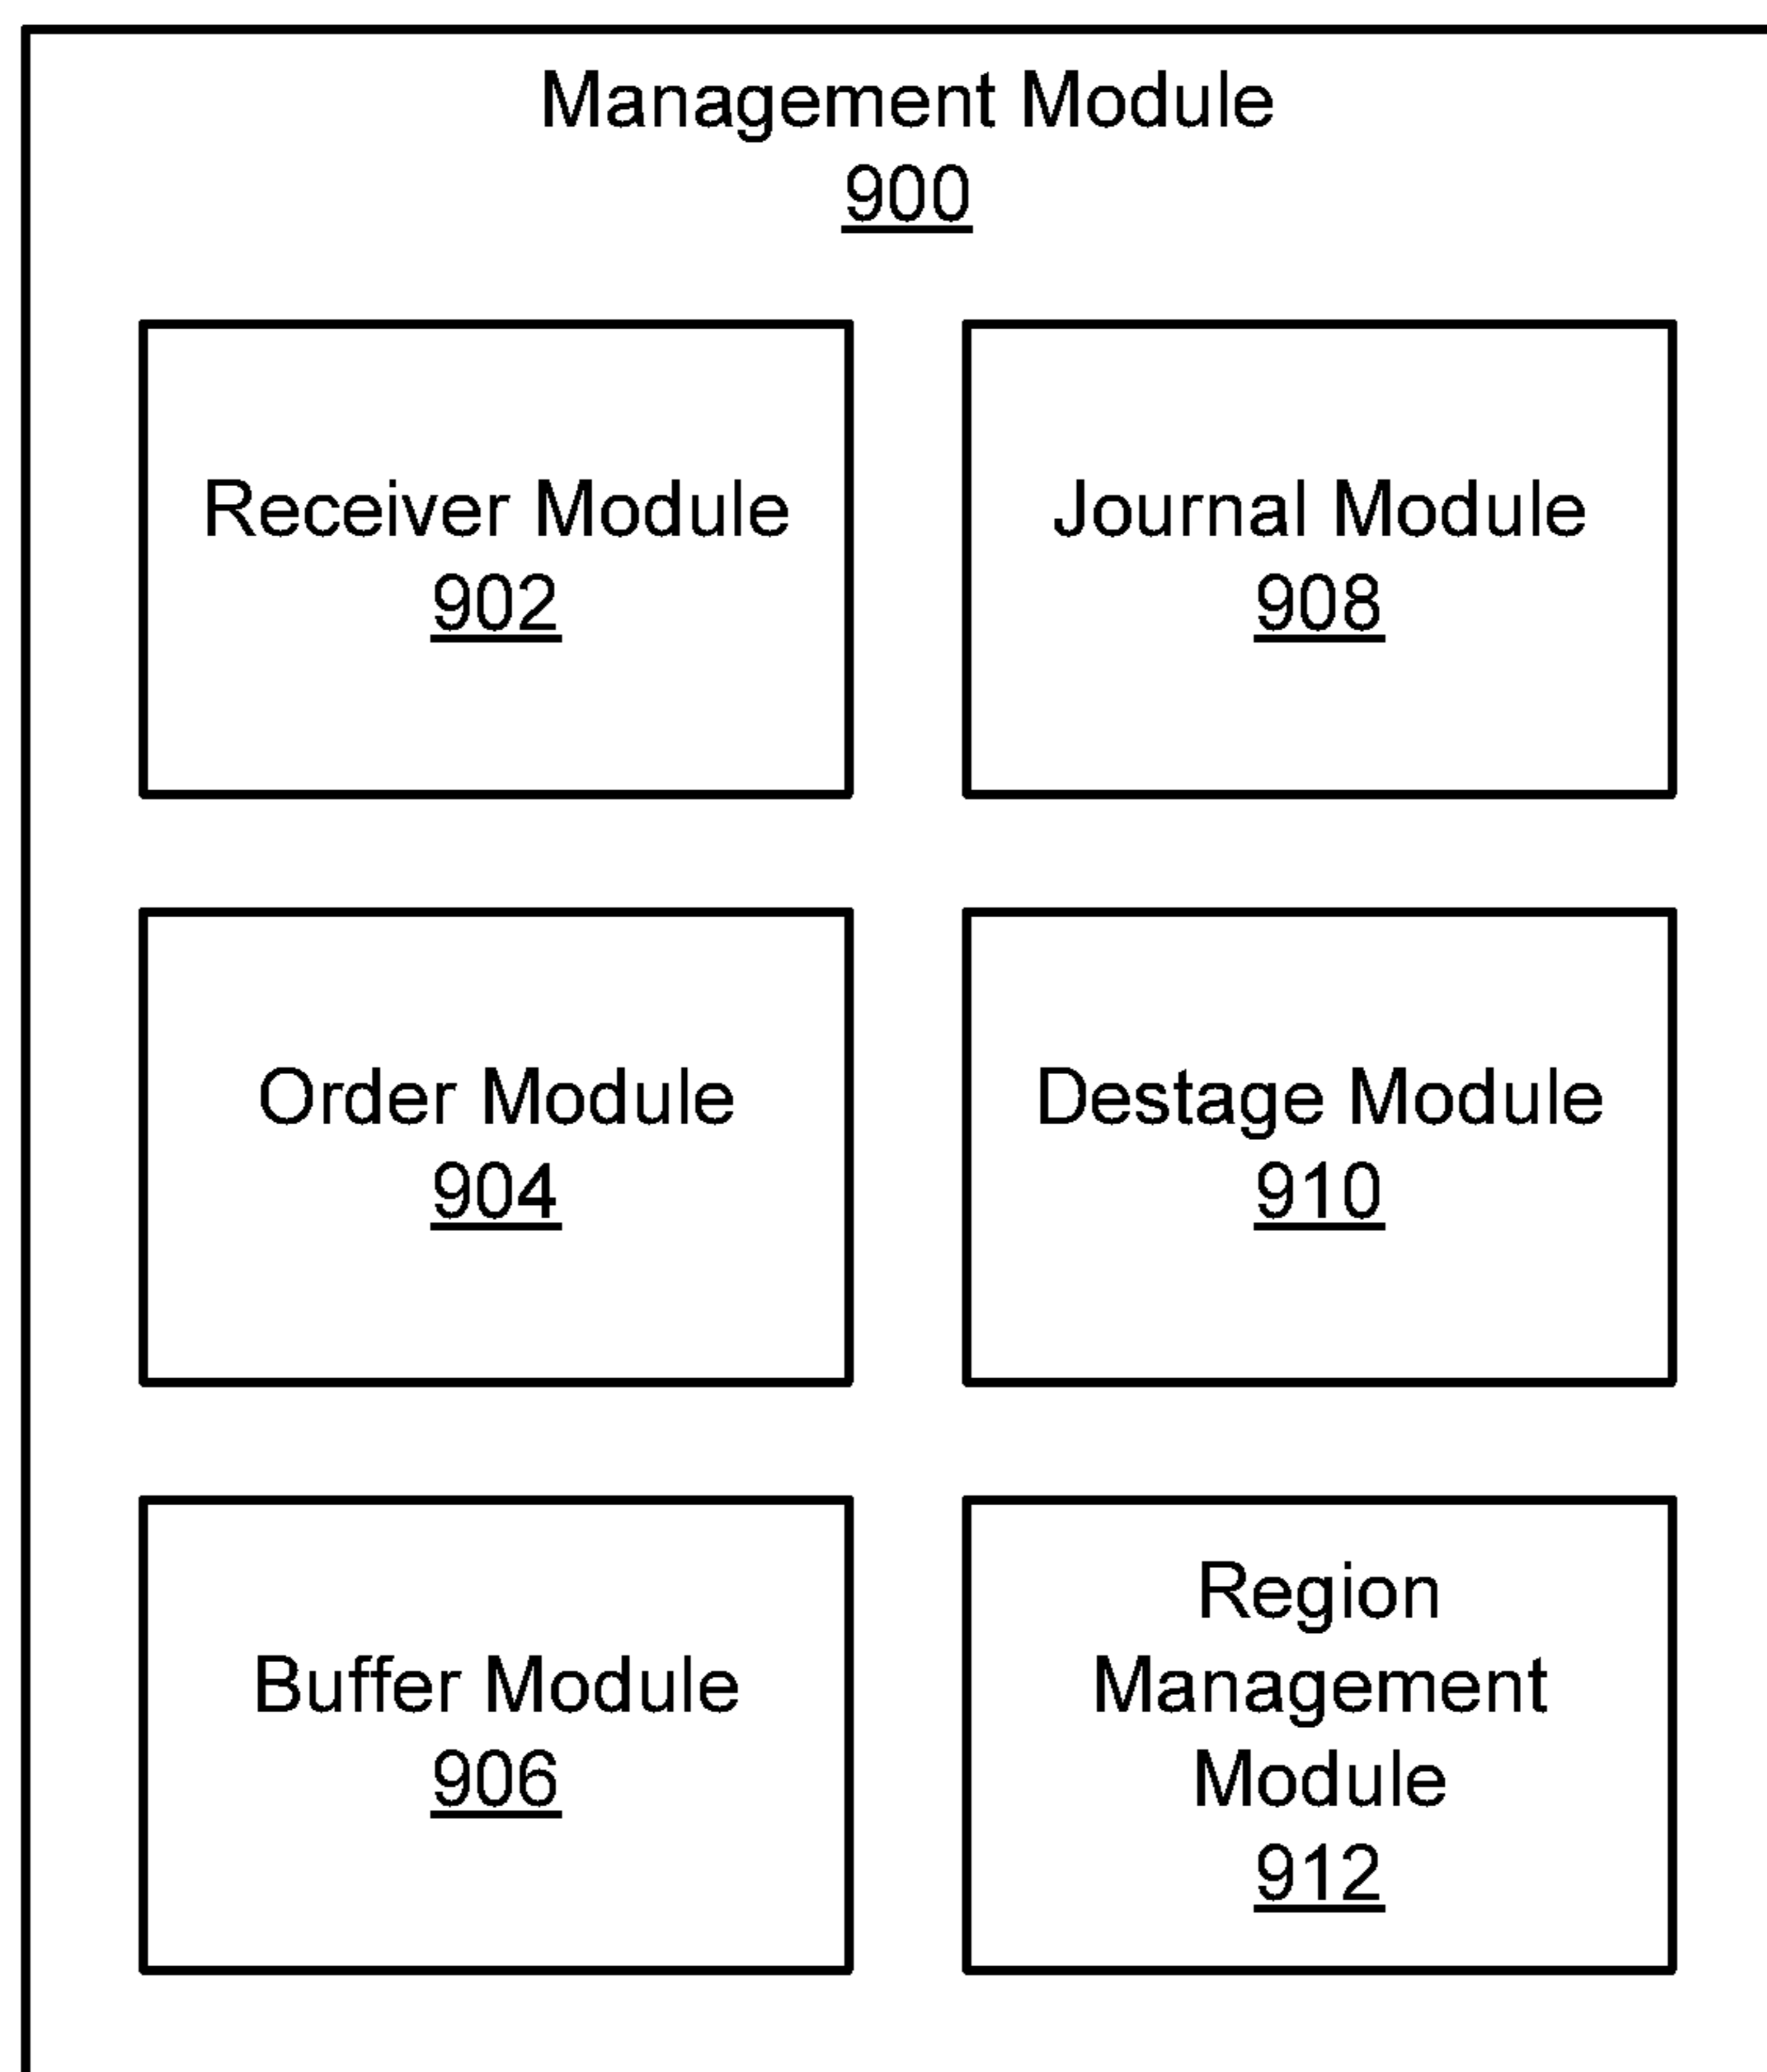 Management Module
900
Receiver Module
902
Journal Module
908
Order Module
904
Destage Module
910
Buffer Module
906
Region
Management
Module
912